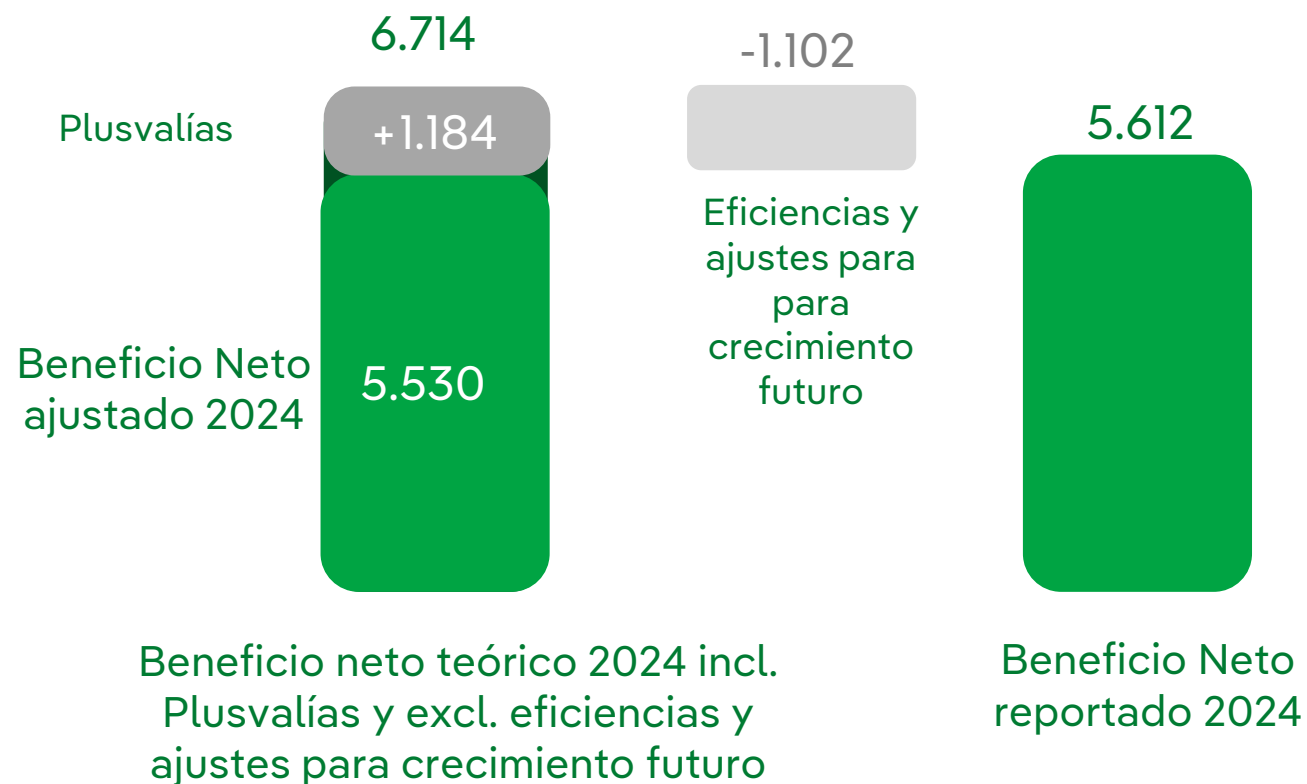 6.714
Plusvalías
+1.184
Beneficio Neto
ajustado 2024
5.530
Beneficio neto teórico 2024 incl.
Plusvalías y excl. eficiencias y
ajustes para crecimiento futuro
-1.102
Eficiencias y
ajustes para
para
crecimiento
futuro
5.612
Beneficio Neto
reportado 2024